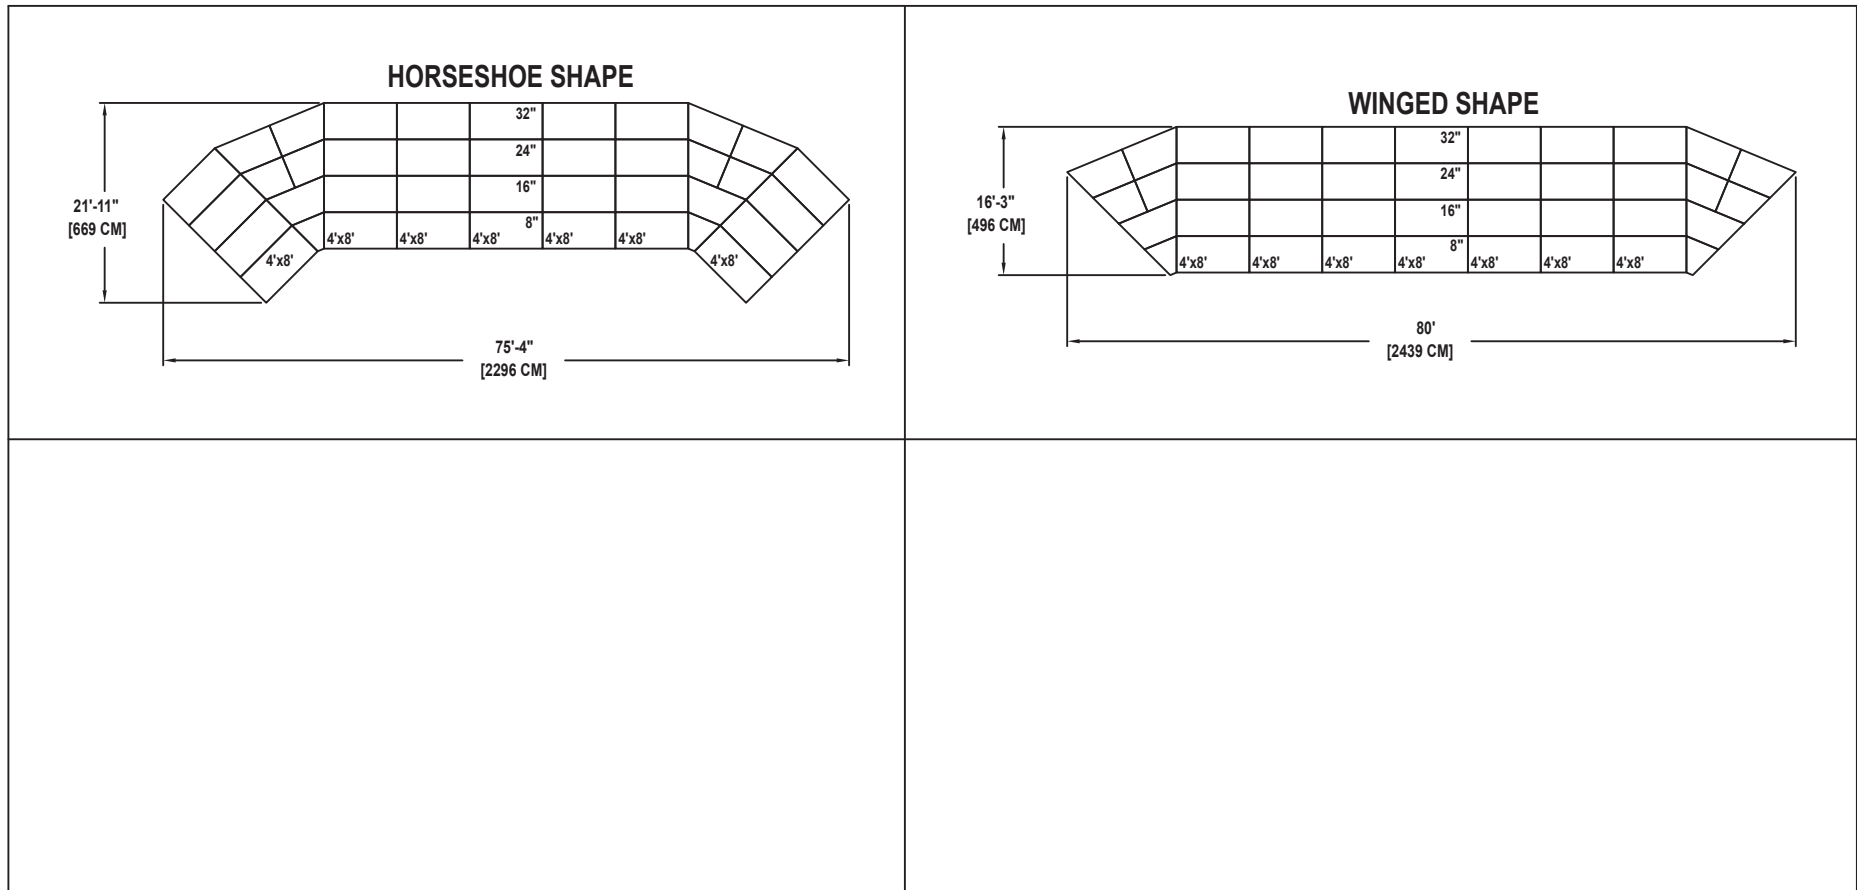 HORSESHOE SHAPE
32"
24"
16"
8"
4'x8' 4'x8' 4'x8' 4'x8' 4'x8'
4'x8' 4'x8'
21'-11"
[669 CM]
75'-4"
[2296 CM]
WINGED SHAPE
32"
24"
16"
8"
4'x8' 4'x8' 4'x8' 4'x8' 4'x8' 4'x8' 4'x8'
16'-3"
[496 CM]
80'
[2439 CM]